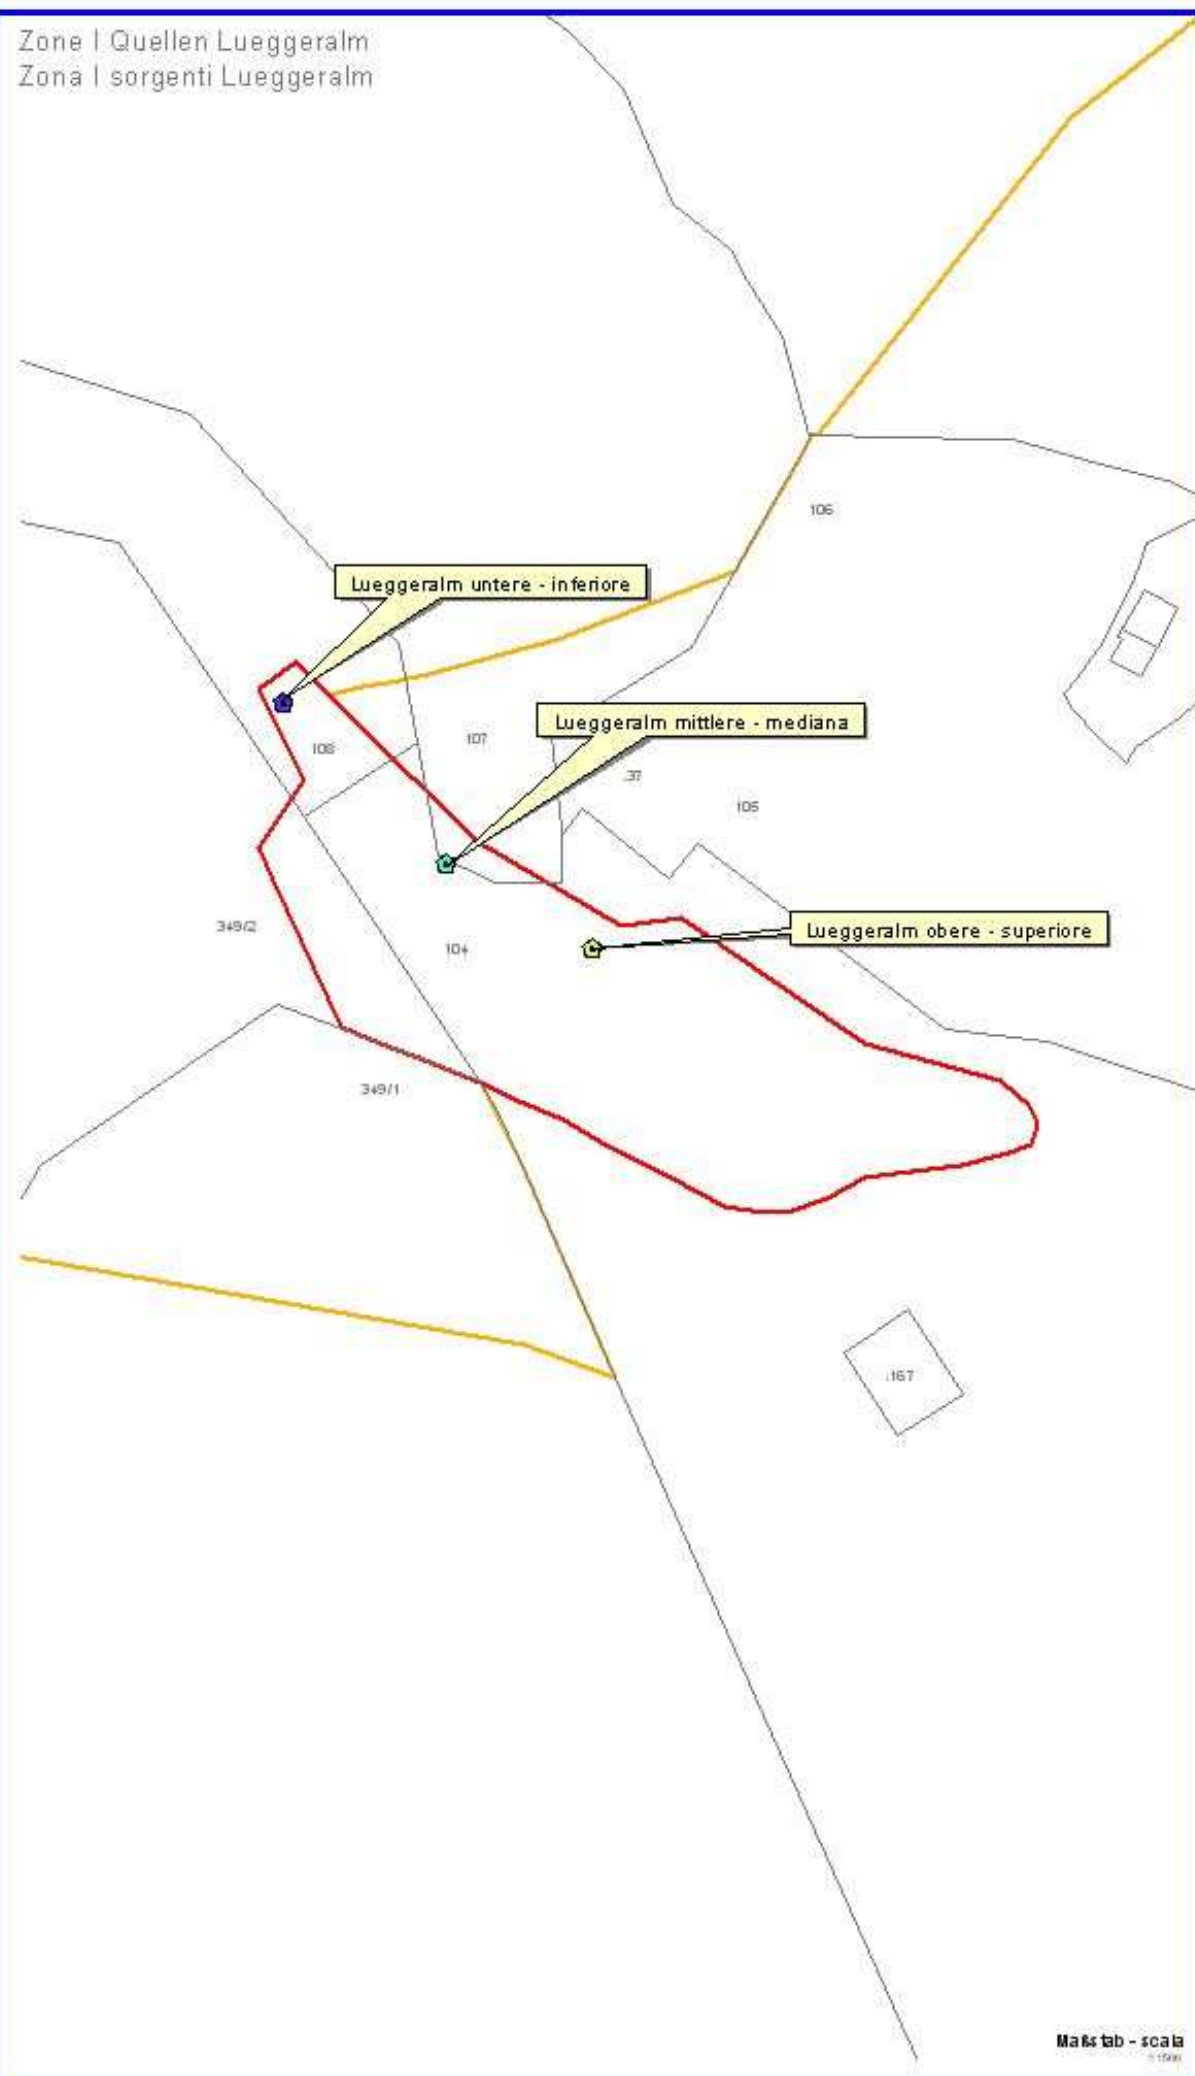 Zone I Quellen Lueggeralm
Zona I sorgenti Lueggeralm
106
Lueggeralm untere - inferiore
Lueggeralm mittlere - mediana
108
107
.37
105
349/2
104
Lueggeralm obere - superiore
349/1
.167
Maßstab - scala